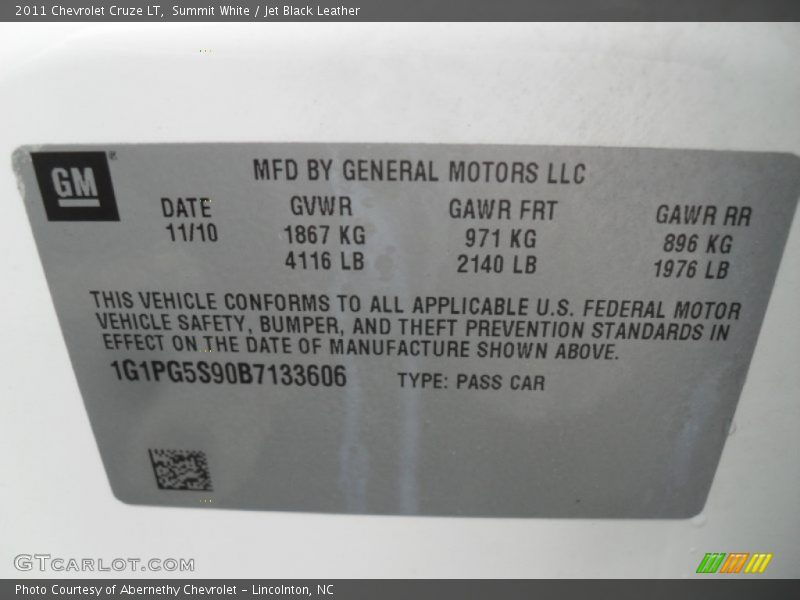 2011 Chevrolet Cruze LT, Summit White / Jet Black Leather
GM
MFD BY GENERAL MOTORS LLC
DATE GVWR GAWR FRT GAWR RR
11/10 1867 KG 971 KG 896 KG
4116 LB 2140 LB 1976 LB
THIS VEHICLE CONFORMS TO ALL APPLICABLE U.S. FEDERAL MOTOR
VEHICLE SAFETY, BUMPER, AND THEFT PREVENTION STANDARDS IN
EFFECT ON THE DATE OF MANUFACTURE SHOWN ABOVE.
1G1PG5S90B7133606 TYPE: PASS CAR
GTCARLOT.COM
Photo Courtesy of Abernethy Chevrolet – Lincolnton, NC